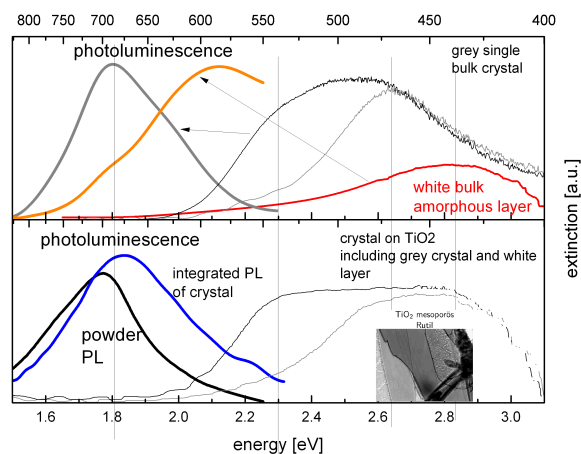 800 750 700 650 600 550 500 450 400
photoluminescence
grey single
bulk crystal
white bulk
amorphous layer
extinction [a.u.]
photoluminescence
crystal on TiO2
including grey crystal and white
layer
integrated PL
of crystal
powder
PL
TiO2 mesoporös
Rutil
1.6 1.8 2.0 2.2 2.4 2.6 2.8 3.0
energy [eV]